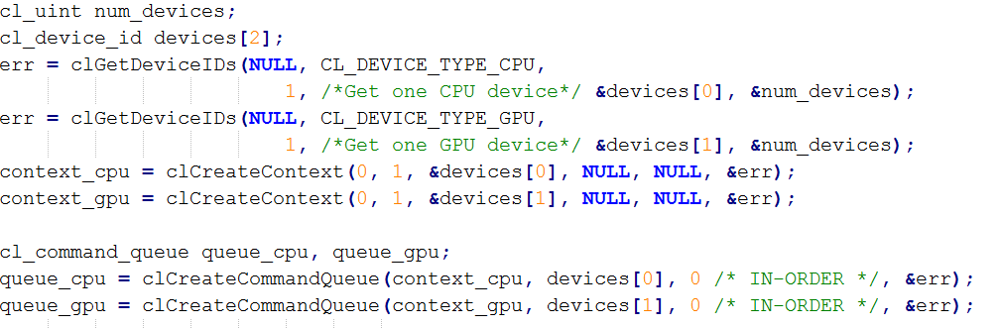 cl_uint num_devices;
cl_device_id devices[2];
err = clGetDeviceIDs(NULL, CL_DEVICE_TYPE_CPU,
                        1, /*Get one CPU device*/ &devices[0], &num_devices);
err = clGetDeviceIDs(NULL, CL_DEVICE_TYPE_GPU,
                        1, /*Get one GPU device*/ &devices[1], &num_devices);
context_cpu = clCreateContext(0, 1, &devices[0], NULL, NULL, &err);
context_gpu = clCreateContext(0, 1, &devices[1], NULL, NULL, &err);

cl_command_queue queue_cpu, queue_gpu;
queue_cpu = clCreateCommandQueue(context_cpu, devices[0], 0 /* IN-ORDER */, &err);
queue_gpu = clCreateCommandQueue(context_gpu, devices[1], 0 /* IN-ORDER */, &err);